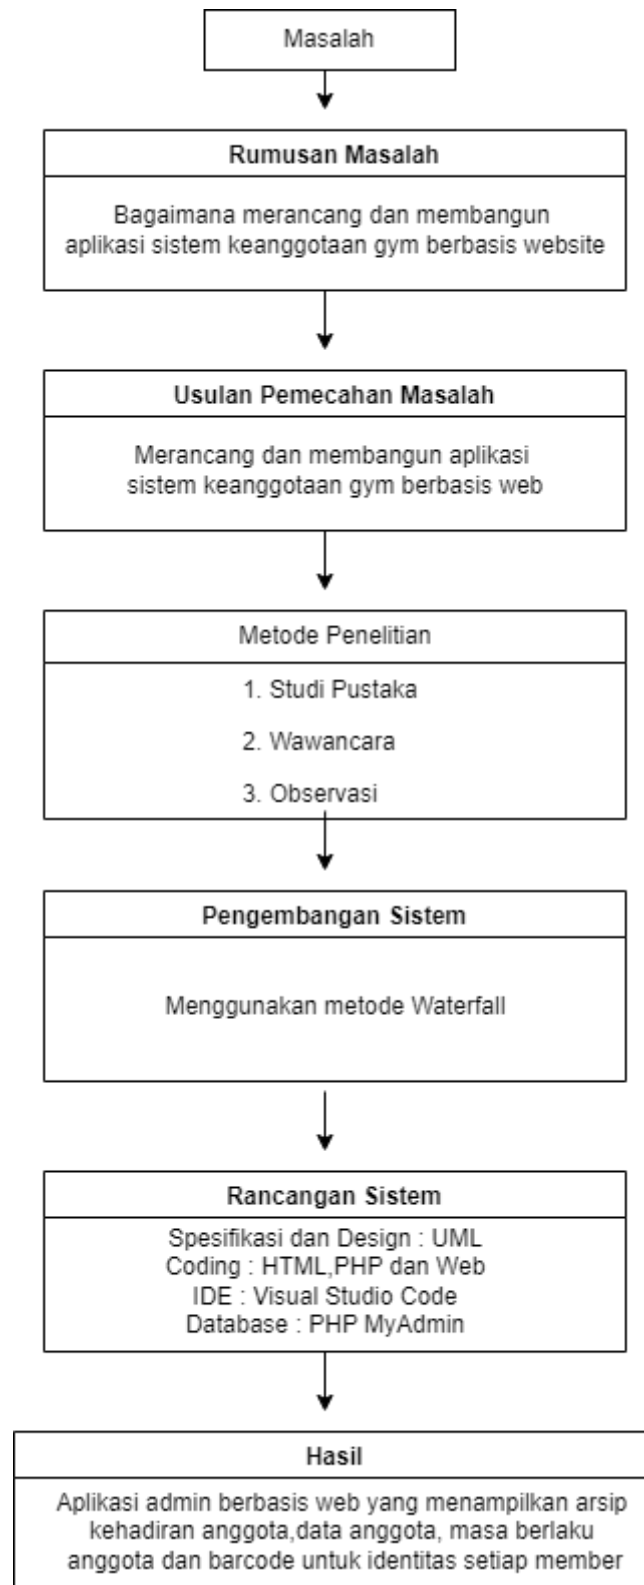 Masalah
Rumusan Masalah
Bagaimana merancang dan membangun
aplikasi sistem keanggotaan gym berbasis website
Usulan Pemecahan Masalah
Merancang dan membangun aplikasi
sistem keanggotaan gym berbasis web
Metode Penelitian
1. Studi Pustaka
2. Wawancara
3. Observasi
Pengembangan Sistem
Menggunakan metode Waterfall
Rancangan Sistem
Spesifikasi dan Design : UML
Coding : HTML,PHP dan Web
IDE : Visual Studio Code
Database : PHP MyAdmin
Hasil
Aplikasi admin berbasis web yang menampilkan arsip
kehadiran anggota,data anggota, masa berlaku
anggota dan barcode untuk identitas setiap member